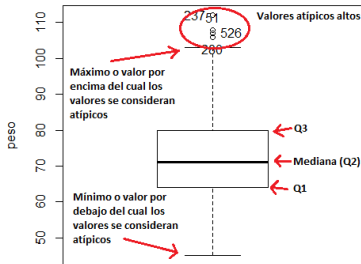 23751
Valores atípicos altos
526
280
Máximo o valor por
encima del cual los
valores se consideran
atípicos
Q3
Mediana (Q2)
Q1
Mínimo o valor por
debajo del cual los
valores se consideran
atípicos
peso
110
100
90
80
70
60
50